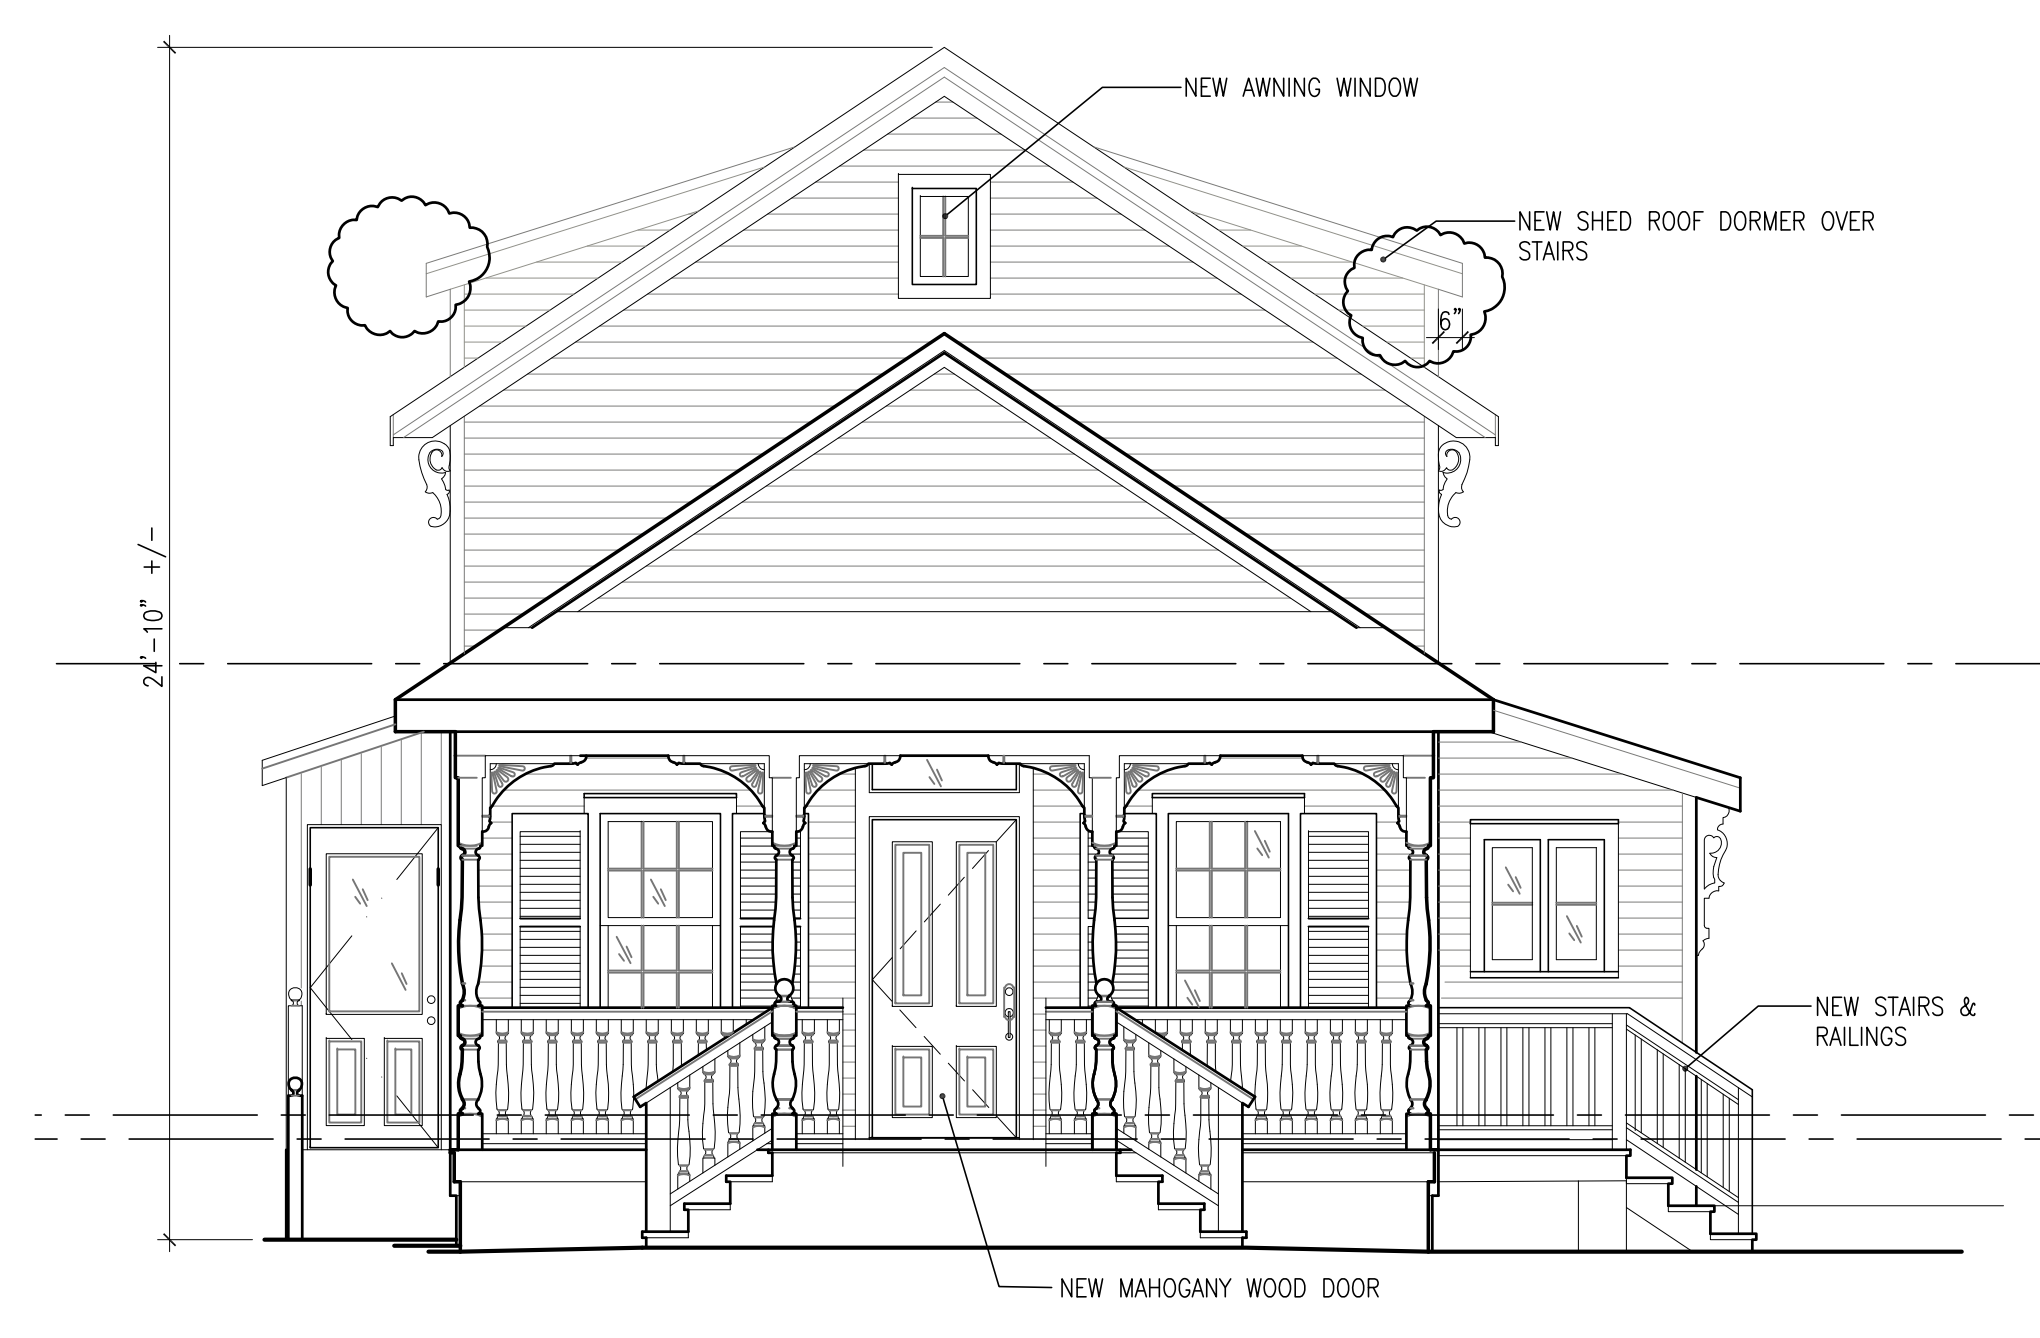 NEW AWNING WINDOW
NEW SHED ROOF DORMER OVER
STAIRS
6"
24'-10" +/-
NEW STAIRS &
RAILINGS
NEW MAHOGANY WOOD DOOR